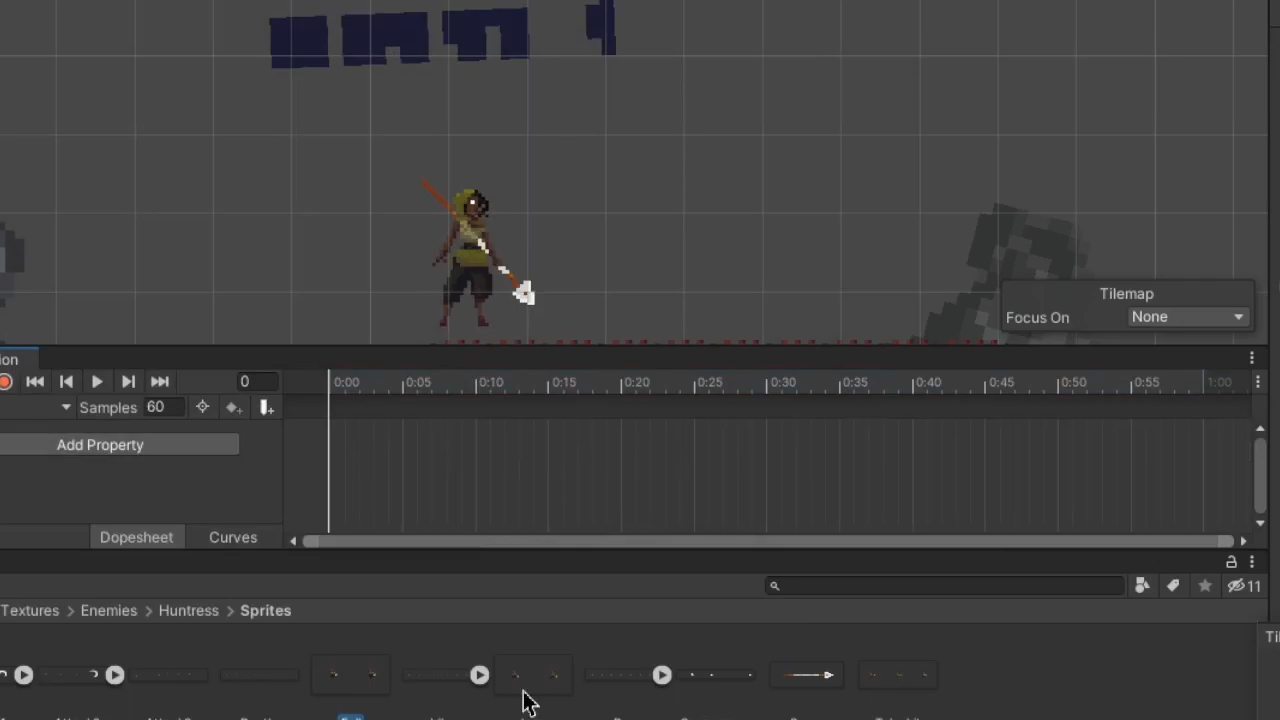 Tilemap
Focus On None
ion
0 0:00 0:05 0:10 0:15 0:20 0:25 0:30 0:35 0:40 0:45 0:50 0:55 1:00
Samples 60
Add Property
Dopesheet Curves
11
Textures > Enemies > Huntress > Sprites
Ti